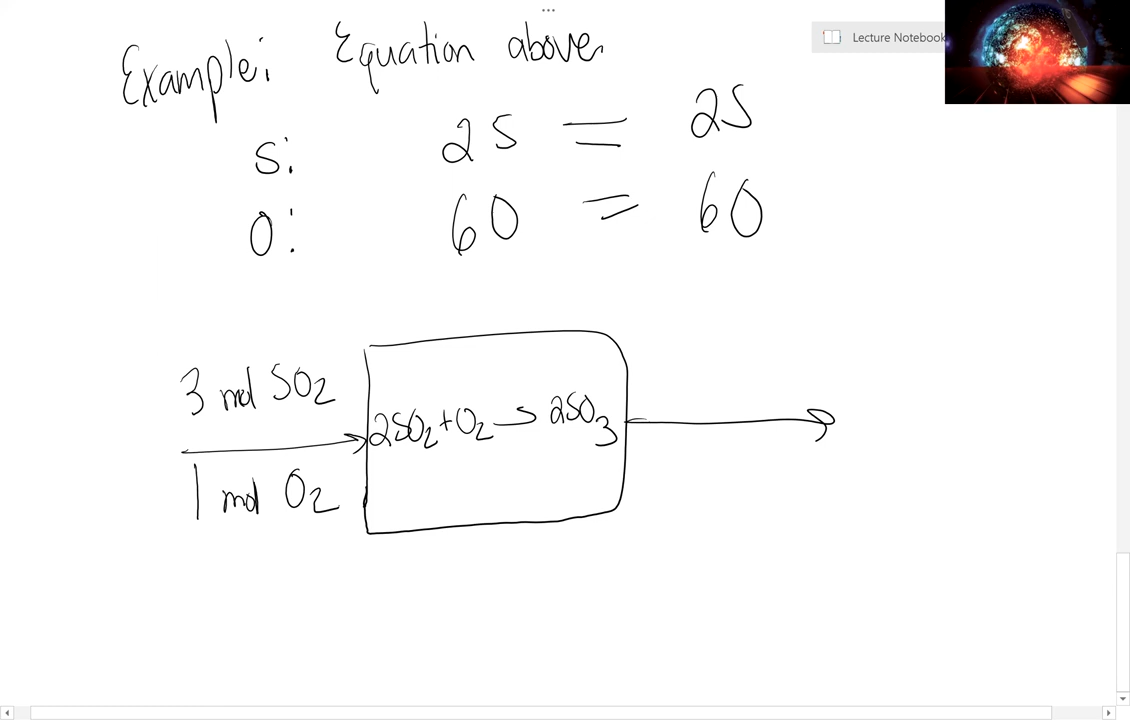 Example: Equation above
Lecture Notebook
S: 2S = 2S
O: 6O = 6O
3 mol SO2
2SO2+O2→2SO3
1 mol O2